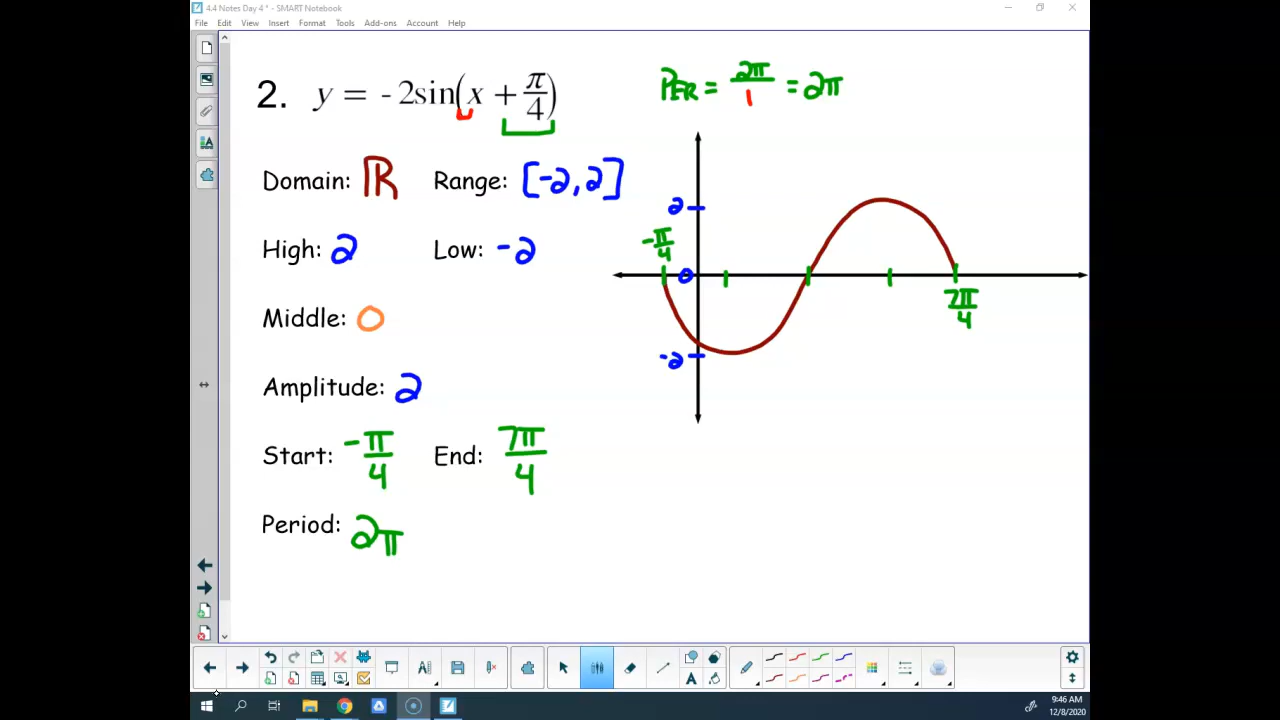 4.4 Notes Day 4 * - SMART Notebook
File Edit View Insert Format Tools Add-ons Account Help
2. y = - 2sin(x + π/4)
PER = 2π/1 = 2π
Domain: ℝ Range: [-2, 2]
High: 2 Low: -2
Middle: 0
Amplitude: 2
Start: -π/4 End: 7π/4
Period: 2π
2
-π/4
0
7π/4
-2
9:46 AM
12/8/2020